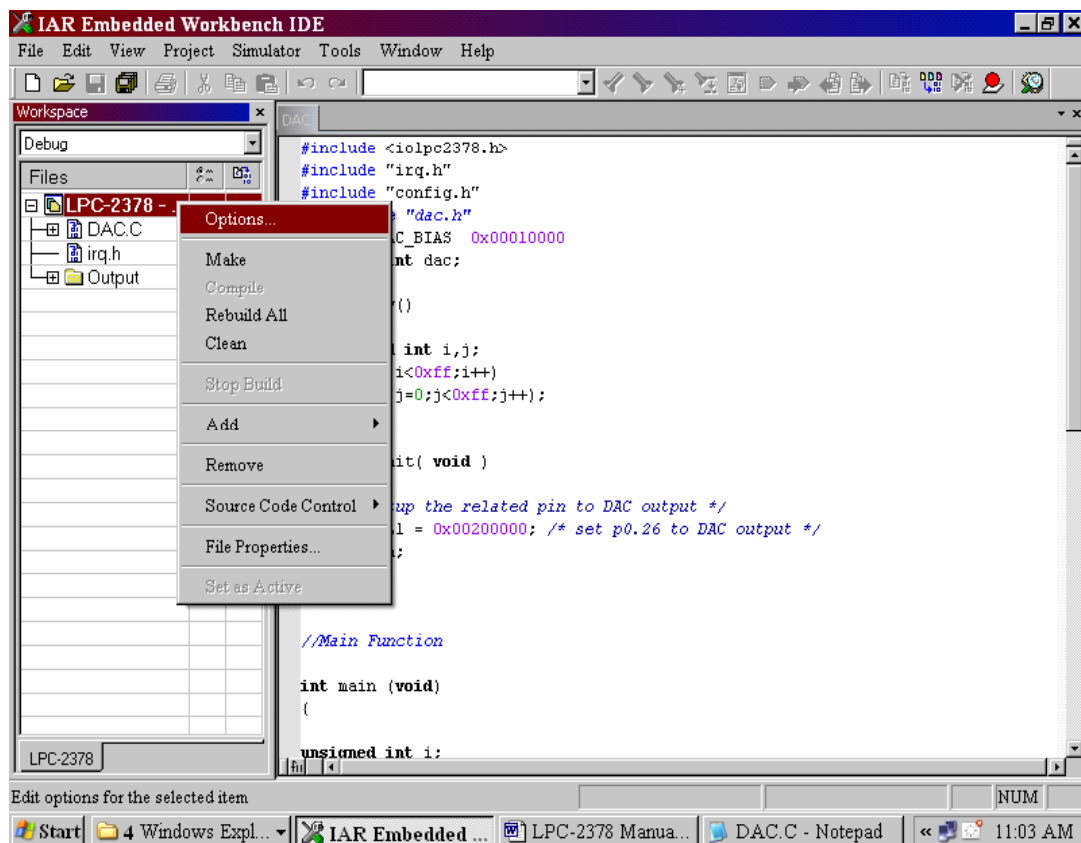 IAR Embedded Workbench IDE
File Edit View Project Simulator Tools Window Help
Workspace
Debug
Files
LPC-2378 - .
DAC.C
irq.h
Output
LPC-2378
Options...
Make
Compile
Rebuild All
Clean
Stop Build
Add
Remove
Source Code Control
File Properties...
Set as Active
DAC
#include <iolpc2378.h>
#include "irq.h"
#include "config.h"
"dac.h"
C_BIAS 0x00010000
nt dac;
()
int i,j;
i<0xff;i++)
j=0;j<0xff;j++);
it( void )
up the related pin to DAC output */
= 0x00200000; /* set p0.26 to DAC output */
;
//Main Function
int main (void)
{
unsigned int i;
Edit options for the selected item
NUM
Start 4 Windows Expl... IAR Embedded ... LPC-2378 Manua... DAC.C - Notepad « 11:03 AM